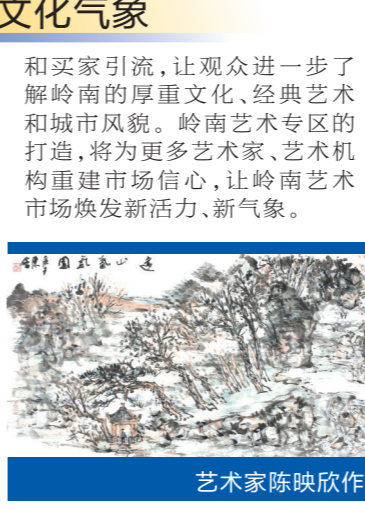 文化气象
和买家引流,让观众进一步了
解岭南的厚重文化、经典艺术
和城市风貌。岭南艺术专区的
打造,将为更多艺术家、艺术机
构重建市场信心,让岭南艺术
市场焕发新活力、新气象。
艺术家陈映欣作